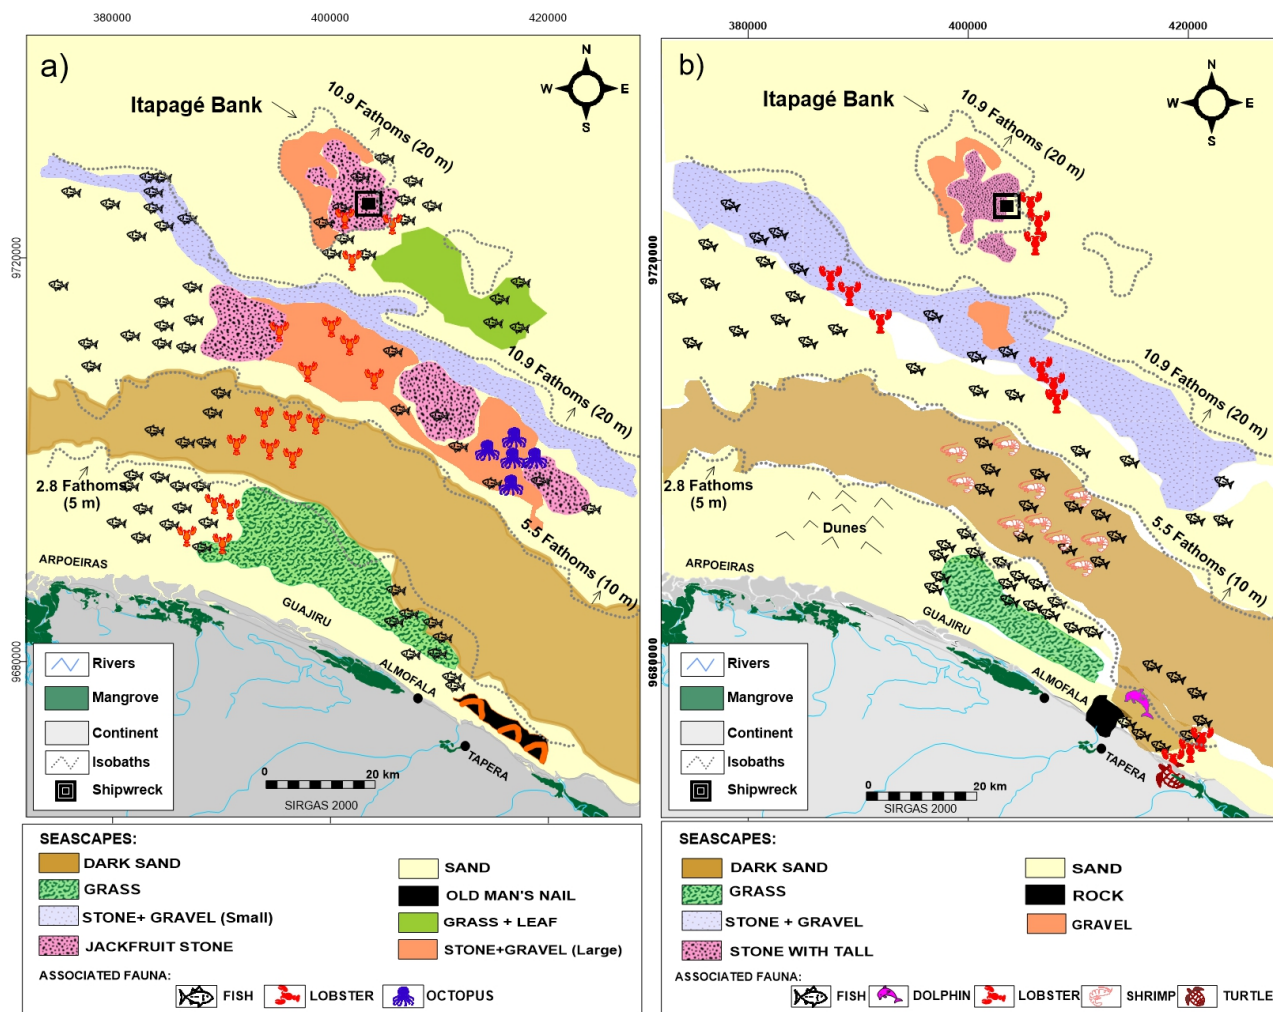 380000
400000
420000
a)
Itapagé Bank
10.9 Fathoms (20 m)
N
W
E
S
9720000
10.9 Fathoms (20 m)
2.8 Fathoms
(5 m)
5.5 Fathoms (10 m)
ARPOEIRAS
GUAJIRU
ALMOFALA
TAPERA
9680000
Rivers
Mangrove
Continent
Isobaths
Shipwreck
0
20 km
SIRGAS 2000
SEASCAPES:
DARK SAND
GRASS
STONE+ GRAVEL (Small)
JACKFRUIT STONE
SAND
OLD MAN'S NAIL
GRASS + LEAF
STONE+GRAVEL (Large)
ASSOCIATED FAUNA:
FISH
LOBSTER
OCTOPUS
380000
400000
420000
b)
Itapagé Bank
10.9 Fathoms (20 m)
N
W
E
S
9720000
10.9 Fathoms (20 m)
2.8 Fathoms
(5 m)
Dunes
5.5 Fathoms (10 m)
ARPOEIRAS
GUAJIRU
ALMOFALA
TAPERA
9680000
Rivers
Mangrove
Continent
Isobaths
Shipwreck
0
20 km
SIRGAS 2000
SEASCAPES:
DARK SAND
GRASS
STONE + GRAVEL
STONE WITH TALL
SAND
ROCK
GRAVEL
ASSOCIATED FAUNA:
FISH
DOLPHIN
LOBSTER
SHRIMP
TURTLE